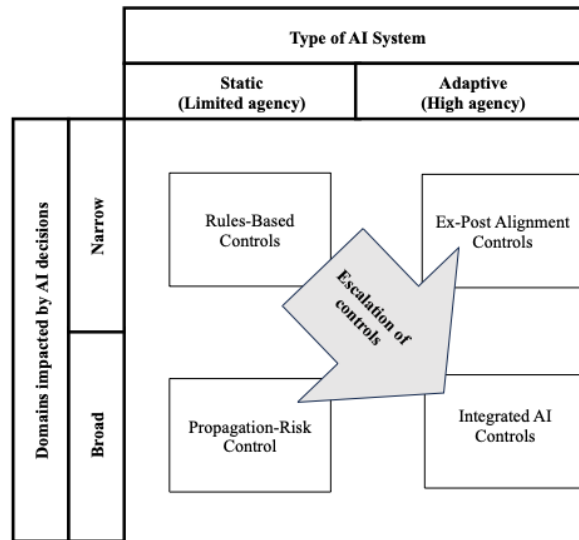 Type of AI System
Static
(Limited agency)
Adaptive
(High agency)
Domains impacted by AI decisions
Narrow
Rules-Based
Controls
Ex-Post Alignment
Controls
Escalation of
controls
Broad
Propagation-Risk
Control
Integrated AI
Controls